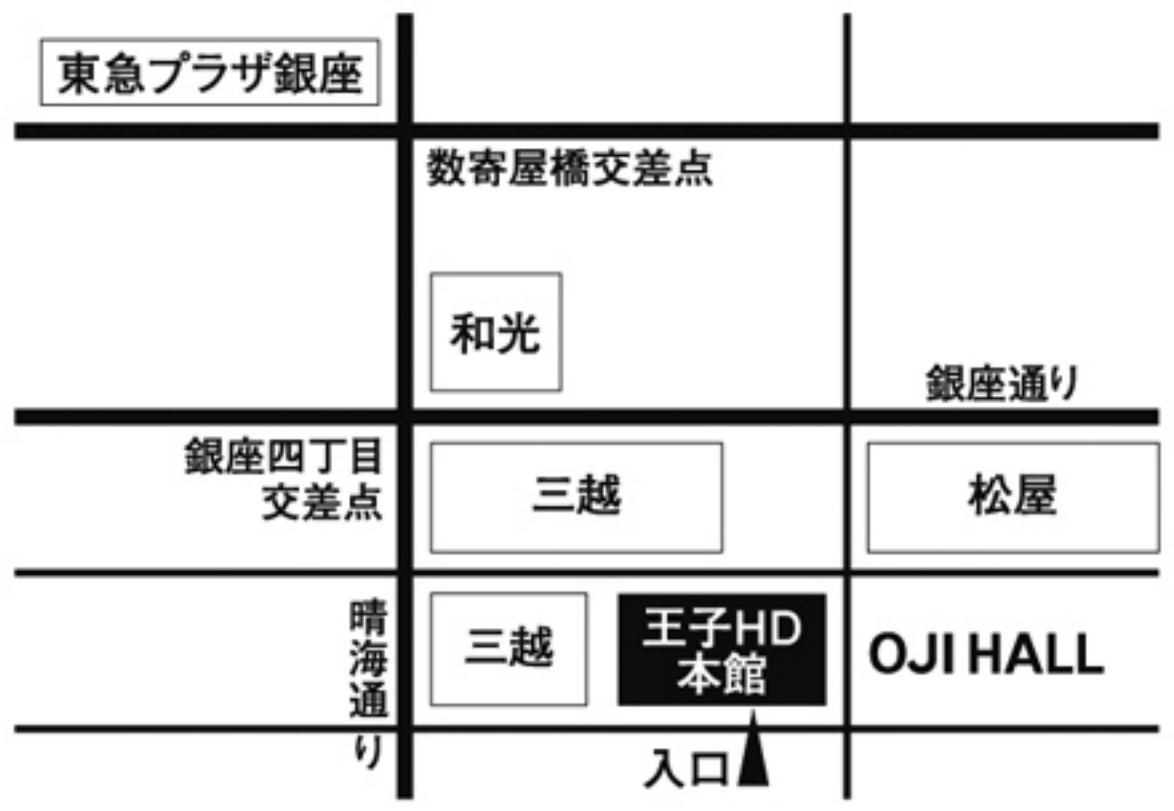 東急プラザ銀座
数寄屋橋交差点
和光
銀座通り
銀座四丁目
交差点
三越
松屋
晴海通り
三越
王子HD
本館
OJI HALL
入口